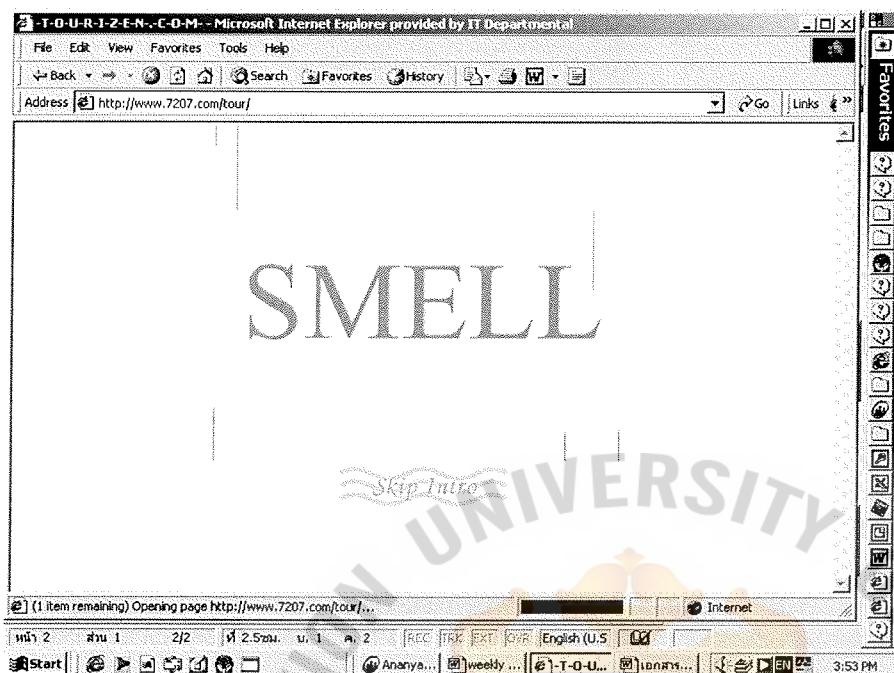 -T-O-U-R-I-Z-E-N-.-C-O-M- - Microsoft Internet Explorer provided by IT Departmental
File Edit View Favorites Tools Help
Back Search Favorites History
Address http://www.7207.com/tour/ Go Links »
Favorites
SMELL
Skip Intro
UNIVERSITY
(1 item remaining) Opening page http://www.7207.com/tour/... Internet
หน้า 2 ส่วน 1 2/2 ที่ 2.5ซม. บ. 1 ค. 2 REC TRK EXT OVR English (U.S
Start Ananya... weekly ... -T-O-U... เอกสาร... EN 3:53 PM